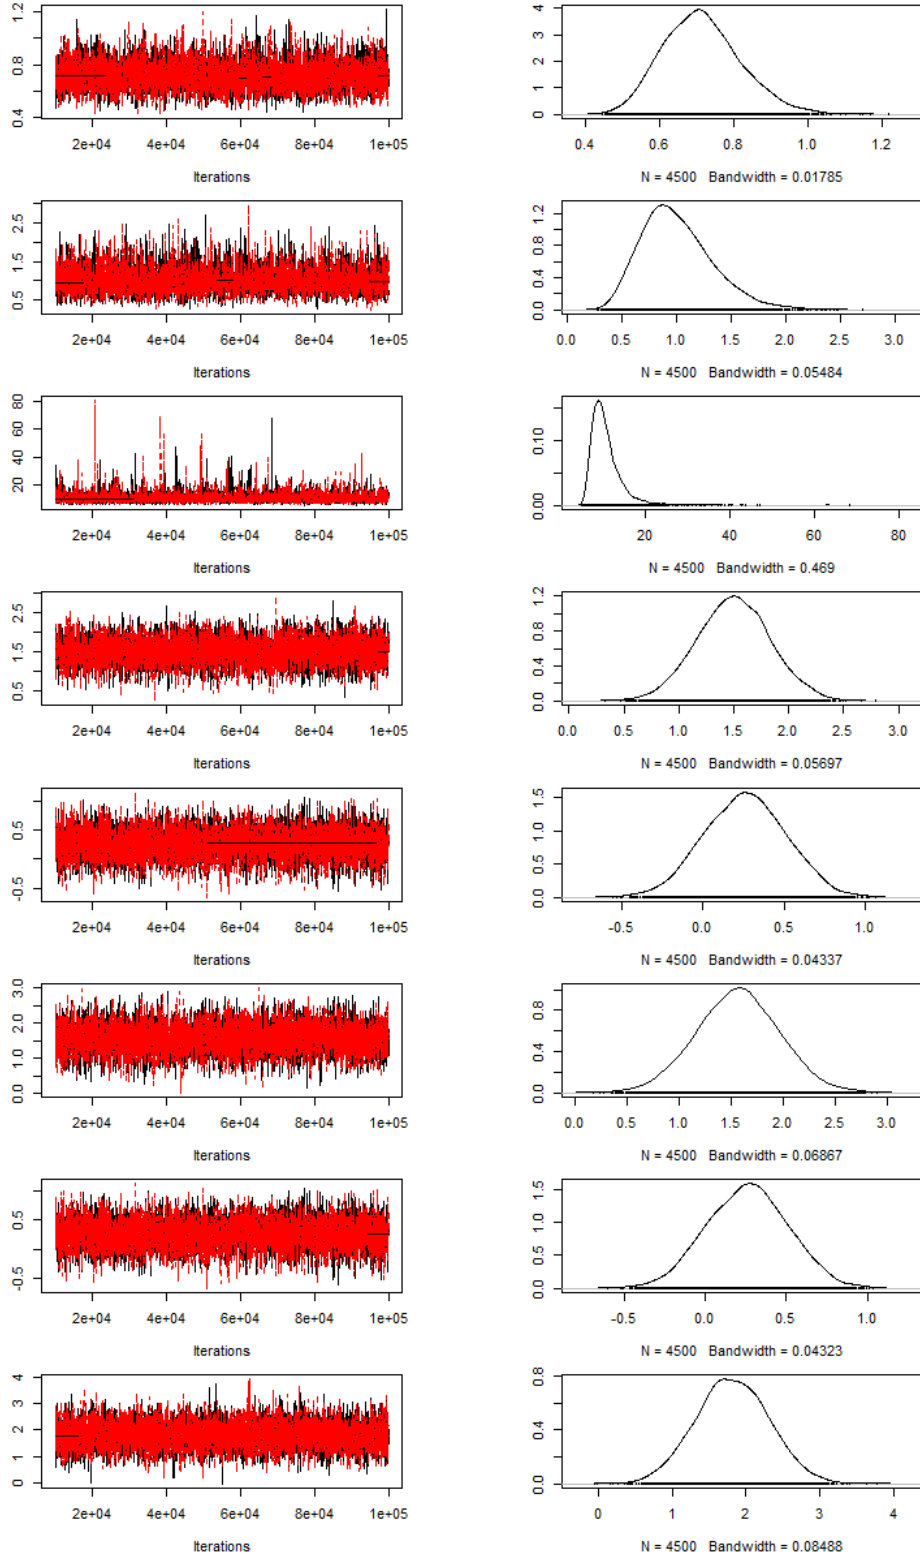 0.4 0.8 1.2
2e+04 4e+04 6e+04 8e+04 1e+05
Iterations
0 1 2 3 4
0.4 0.6 0.8 1.0 1.2
N = 4500 Bandwidth = 0.01785
0.5 1.5 2.5
2e+04 4e+04 6e+04 8e+04 1e+05
Iterations
0.0 0.4 0.8 1.2
0.0 0.5 1.0 1.5 2.0 2.5 3.0
N = 4500 Bandwidth = 0.05484
20 40 60 80
2e+04 4e+04 6e+04 8e+04 1e+05
Iterations
0.00 0.10
20 40 60 80
N = 4500 Bandwidth = 0.469
0.5 1.5 2.5
2e+04 4e+04 6e+04 8e+04 1e+05
Iterations
0.0 0.4 0.8 1.2
0.0 0.5 1.0 1.5 2.0 2.5 3.0
N = 4500 Bandwidth = 0.05697
-0.5 0.5
2e+04 4e+04 6e+04 8e+04 1e+05
Iterations
0.0 0.5 1.0 1.5
-0.5 0.0 0.5 1.0
N = 4500 Bandwidth = 0.04337
0.0 1.0 2.0 3.0
2e+04 4e+04 6e+04 8e+04 1e+05
Iterations
0.0 0.4 0.8
0.0 0.5 1.0 1.5 2.0 2.5 3.0
N = 4500 Bandwidth = 0.06867
-0.5 0.5
2e+04 4e+04 6e+04 8e+04 1e+05
Iterations
0.0 0.5 1.0 1.5
-0.5 0.0 0.5 1.0
N = 4500 Bandwidth = 0.04323
0 1 2 3 4
2e+04 4e+04 6e+04 8e+04 1e+05
Iterations
0.0 0.4 0.8
0 1 2 3 4
N = 4500 Bandwidth = 0.08488